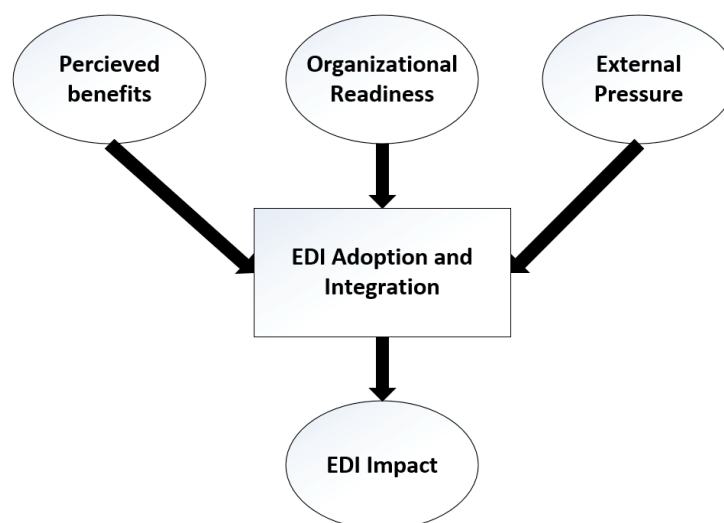 Percieved
benefits
Organizational
Readiness
External
Pressure
EDI Adoption and
Integration
EDI Impact